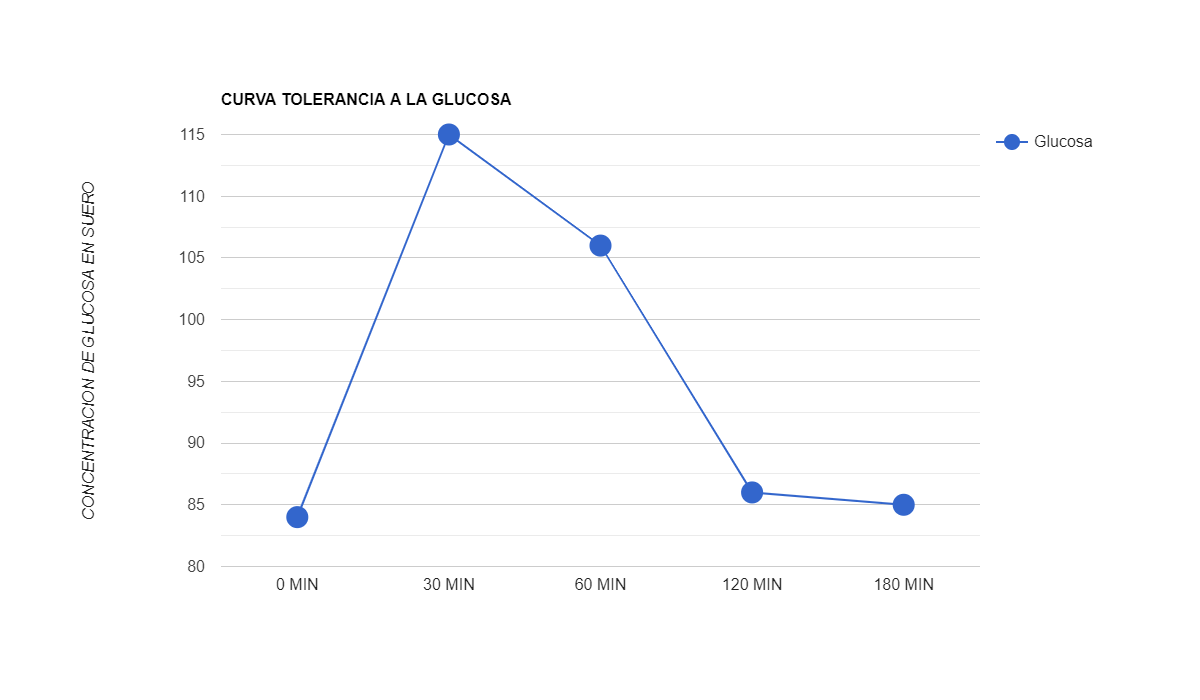 CURVA TOLERANCIA A LA GLUCOSA
CONCENTRACION DE GLUCOSA EN SUERO
115
110
105
100
95
90
85
80
0 MIN 30 MIN 60 MIN 120 MIN 180 MIN
Glucosa